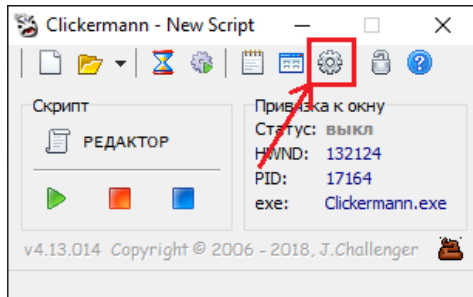 Clickermann - New Script
Скрипт
РЕДАКТОР
Привязка к окну
Статус: выкл
HWND: 132124
PID: 17164
exe: Clickermann.exe
v4.13.014 Copyright © 2006 - 2018, J.Challenger